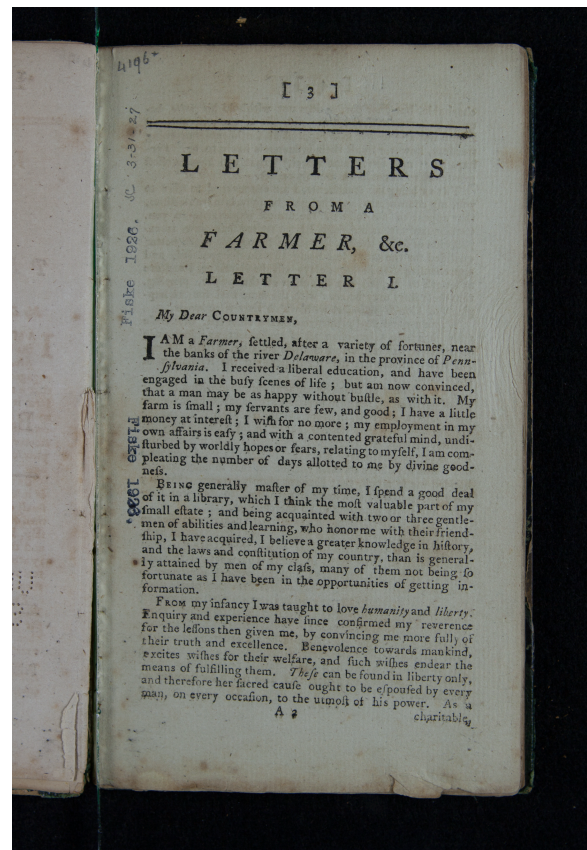 4196
[ 3 ]
LETTERS
FROM A
FARMER, &c.
LETTER I.
My Dear COUNTRYMEN,
I AM a Farmer, ſettled, after a variety of fortunes, near
the banks of the river Delaware, in the province of Penn-
ſylvania. I received a liberal education, and have been
engaged in the buſy ſcenes of life ; but am now convinced,
that a man may be as happy without buſtle, as with it. My
farm is ſmall ; my ſervants are few, and good ; I have a little
money at intereſt ; I wiſh for no more ; my employment in my
own affairs is eaſy ; and with a contented grateful mind, undi-
ſturbed by worldly hopes or fears, relating to myſelf, I am com-
pleating the number of days allotted to me by divine good-
neſs.
BEING generally maſter of my time, I ſpend a good deal
of it in a library, which I think the moſt valuable part of my
ſmall eſtate ; and being acquainted with two or three gentle-
men of abilities and learning, who honor me with their friend-
ſhip, I have acquired, I believe a greater knowledge in hiſtory,
and the laws and conſtitution of my country, than is general-
ly attained by men of my claſs, many of them not being ſo
fortunate as I have been in the opportunities of getting in-
formation.
FROM my infancy I was taught to love humanity and liberty.
Enquiry and experience have ſince confirmed my reverence
for the leſſons then given me, by convincing me more fully of
their truth and excellence. Benevolence towards mankind,
excites wiſhes for their welfare, and ſuch wiſhes endear the
means of fulfilling them. Theſe can be found in liberty only,
and therefore her ſacred cauſe ought to be eſpouſed by every
man, on every occaſion, to the utmoſt of his power. As a
A 2
charitable,
Fiske 1926. 3-31-27
Fiske 1926.